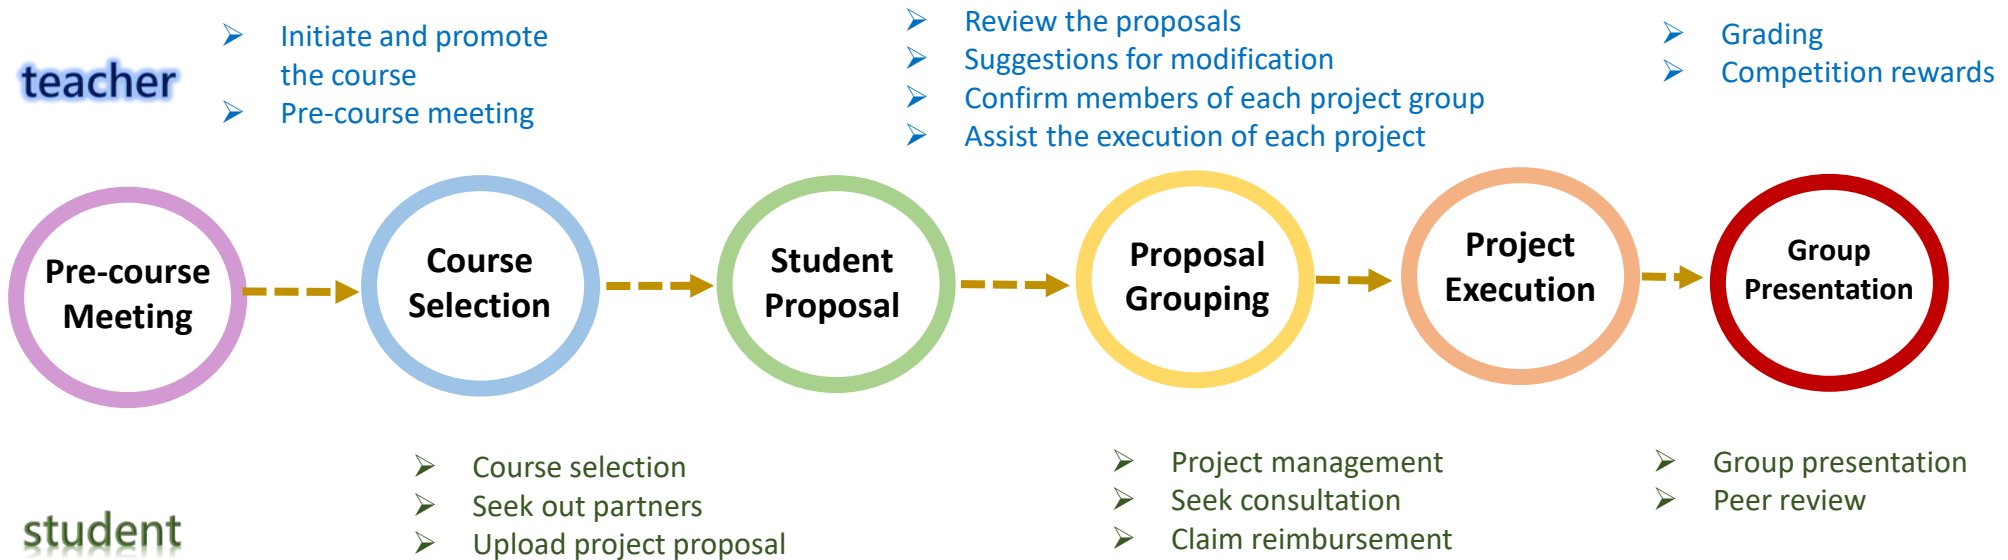 teacher
➢ Initiate and promote
the course
➢ Pre-course meeting
➢ Review the proposals
➢ Suggestions for modification
➢ Confirm members of each project group
➢ Assist the execution of each project
➢ Grading
➢ Competition rewards
Pre-course
Meeting
Course
Selection
Student
Proposal
Proposal
Grouping
Project
Execution
Group
Presentation
student
➢ Course selection
➢ Seek out partners
➢ Upload project proposal
➢ Project management
➢ Seek consultation
➢ Claim reimbursement
➢ Group presentation
➢ Peer review